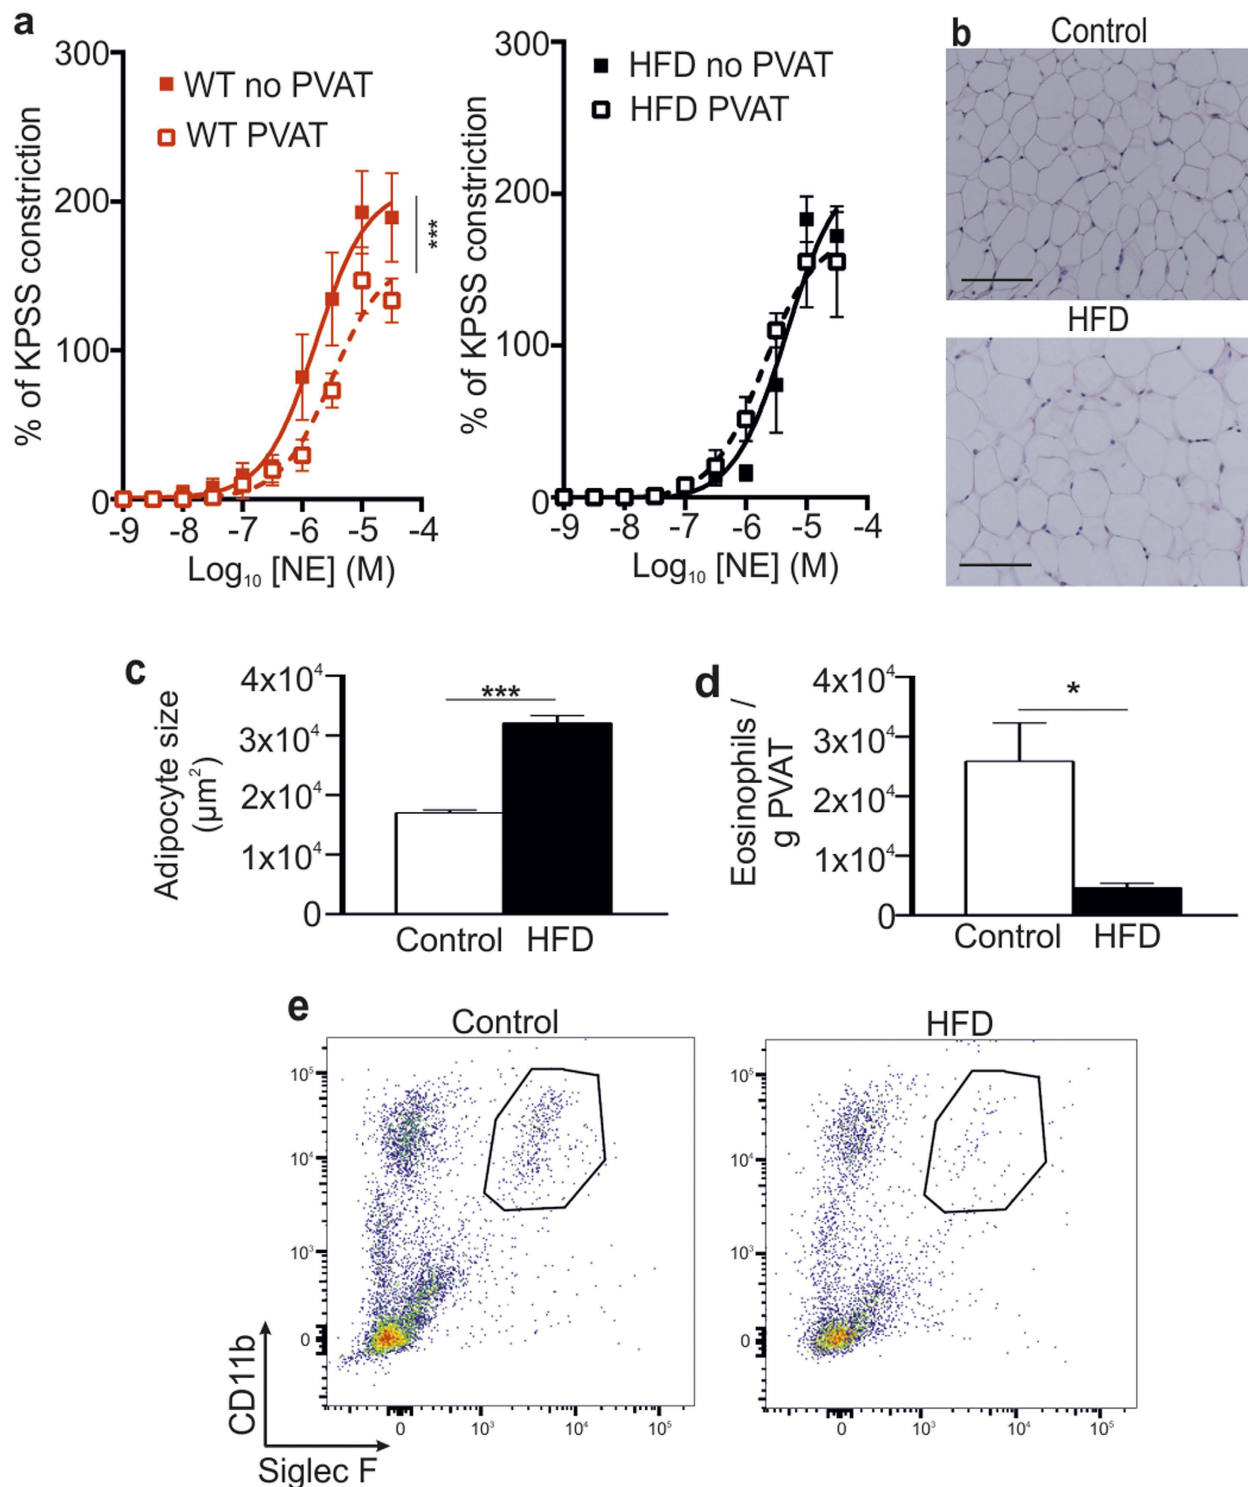 a
300
200
100
0
-9
-8
-7
-6
-5
-4
% of KPSS constriction
Log₁₀ [NE] (M)
WT no PVAT
WT PVAT
***
300
200
100
0
-9
-8
-7
-6
-5
-4
% of KPSS constriction
Log₁₀ [NE] (M)
HFD no PVAT
HFD PVAT
b
Control
HFD
c
Adipocyte size
(µm²)
4x10⁴
3x10⁴
2x10⁴
1x10⁴
0
***
Control HFD
d
Eosinophils /
g PVAT
4x10⁴
3x10⁴
2x10⁴
1x10⁴
0
*
Control HFD
e
Control
10⁵
10⁴
10³
0
0 10³ 10⁴ 10⁵
CD11b
Siglec F
HFD
10⁵
10⁴
10³
0
0 10³ 10⁴ 10⁵